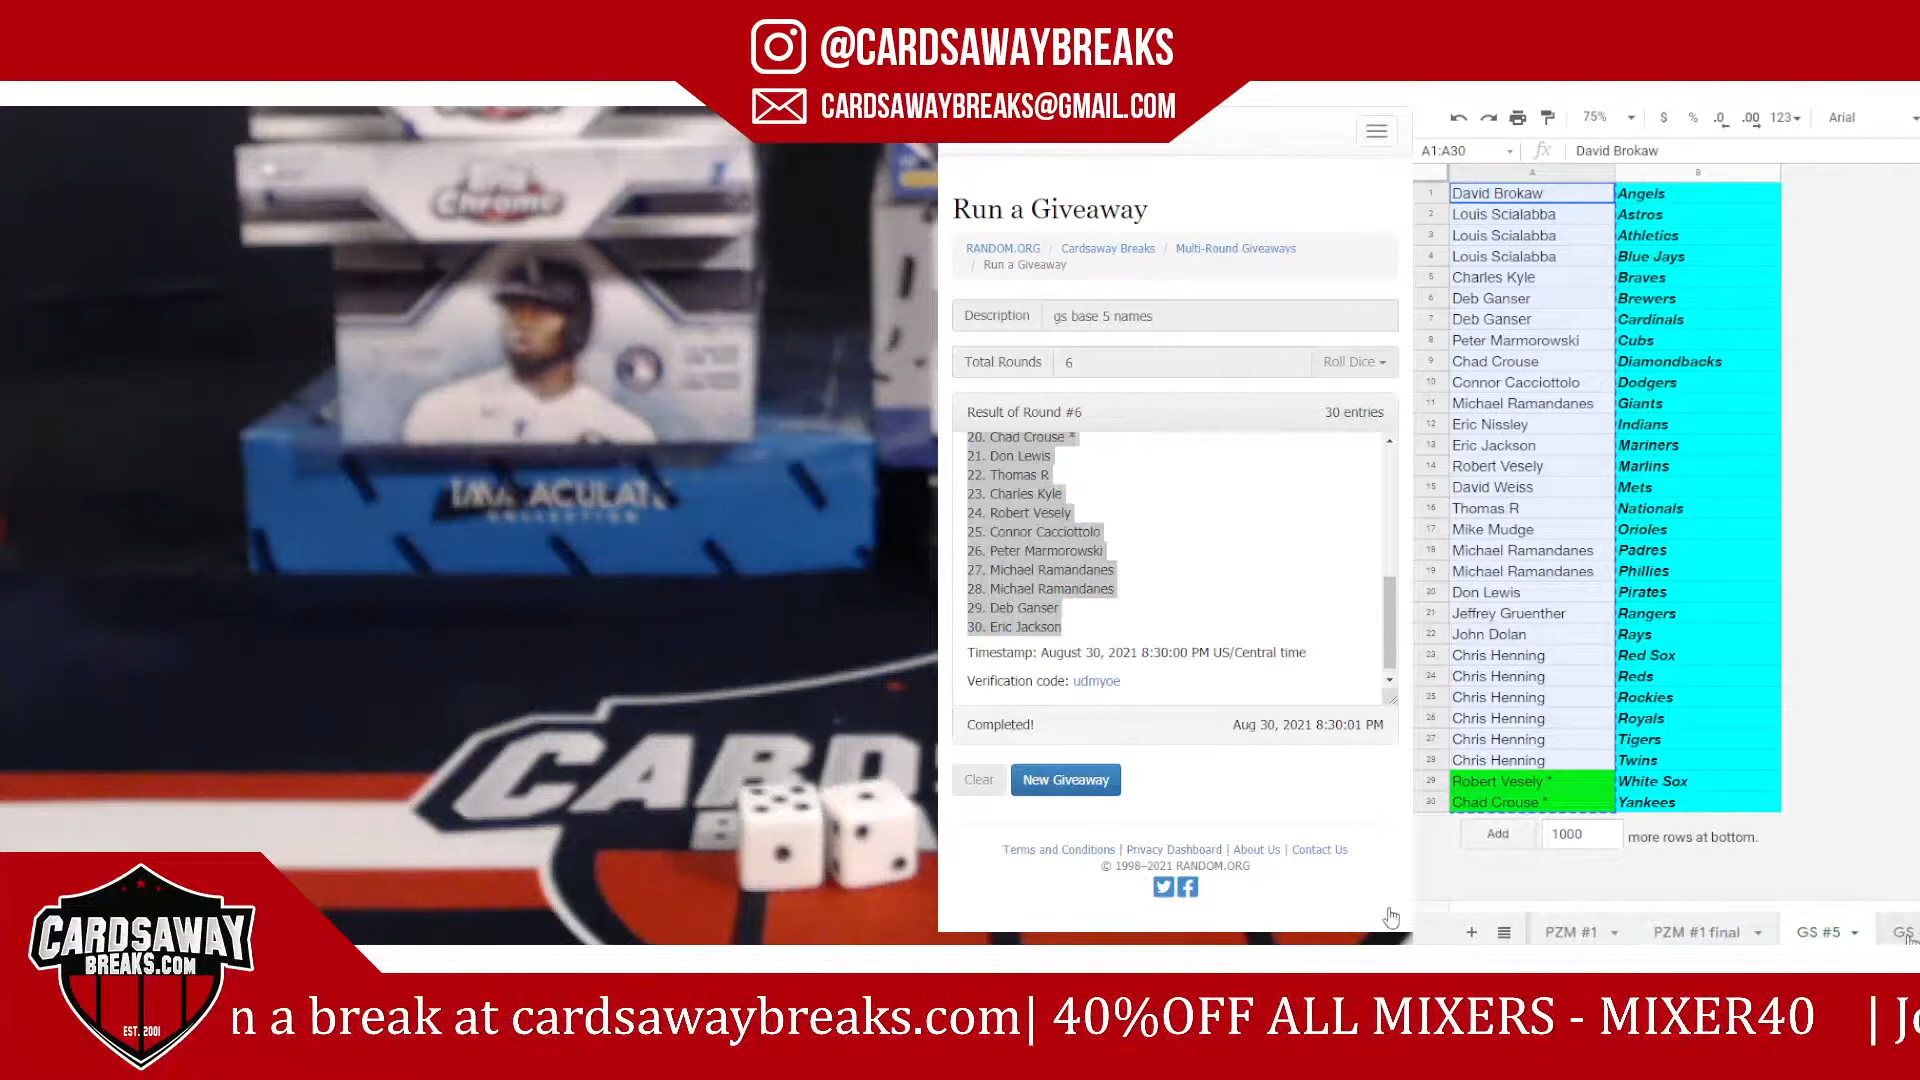 @CARDSAWAYBREAKS
CARDSAWAYBREAKS@GMAIL.COM
Chrome
IMMACULATE
COLLECTION
CARDS
Run a Giveaway
RANDOM.ORG / Cardsaway Breaks / Multi-Round Giveaways
/ Run a Giveaway
Description gs base 5 names
Total Rounds 6 Roll Dice
Result of Round #6 30 entries
20. Chad Crouse *
21. Don Lewis
22. Thomas R
23. Charles Kyle
24. Robert Vesely
25. Connor Cacciottolo
26. Peter Marmorowski
27. Michael Ramandanes
28. Michael Ramandanes
29. Deb Ganser
30. Eric Jackson
Timestamp: August 30, 2021 8:30:00 PM US/Central time
Verification code: udmyoe
Completed! Aug 30, 2021 8:30:01 PM
Clear New Giveaway
Terms and Conditions | Privacy Dashboard | About Us | Contact Us
© 1998–2021 RANDOM.ORG
75% $ % .0 .00 123 Arial
A1:A30 fx David Brokaw
A B
1 David Brokaw Angels
2 Louis Scialabba Astros
3 Louis Scialabba Athletics
4 Louis Scialabba Blue Jays
5 Charles Kyle Braves
6 Deb Ganser Brewers
7 Deb Ganser Cardinals
8 Peter Marmorowski Cubs
9 Chad Crouse Diamondbacks
10 Connor Cacciottolo Dodgers
11 Michael Ramandanes Giants
12 Eric Nissley Indians
13 Eric Jackson Mariners
14 Robert Vesely Marlins
15 David Weiss Mets
16 Thomas R Nationals
17 Mike Mudge Orioles
18 Michael Ramandanes Padres
19 Michael Ramandanes Phillies
20 Don Lewis Pirates
21 Jeffrey Gruenther Rangers
22 John Dolan Rays
23 Chris Henning Red Sox
24 Chris Henning Reds
25 Chris Henning Rockies
26 Chris Henning Royals
27 Chris Henning Tigers
28 Chris Henning Twins
29 Robert Vesely * White Sox
30 Chad Crouse * Yankees
Add 1000 more rows at bottom.
+ PZM #1 PZM #1 final GS #5 GS
CARDSAWAY
BREAKS.COM
EST. 2001
n a break at cardsawaybreaks.com| 40%OFF ALL MIXERS - MIXER40 | Jo